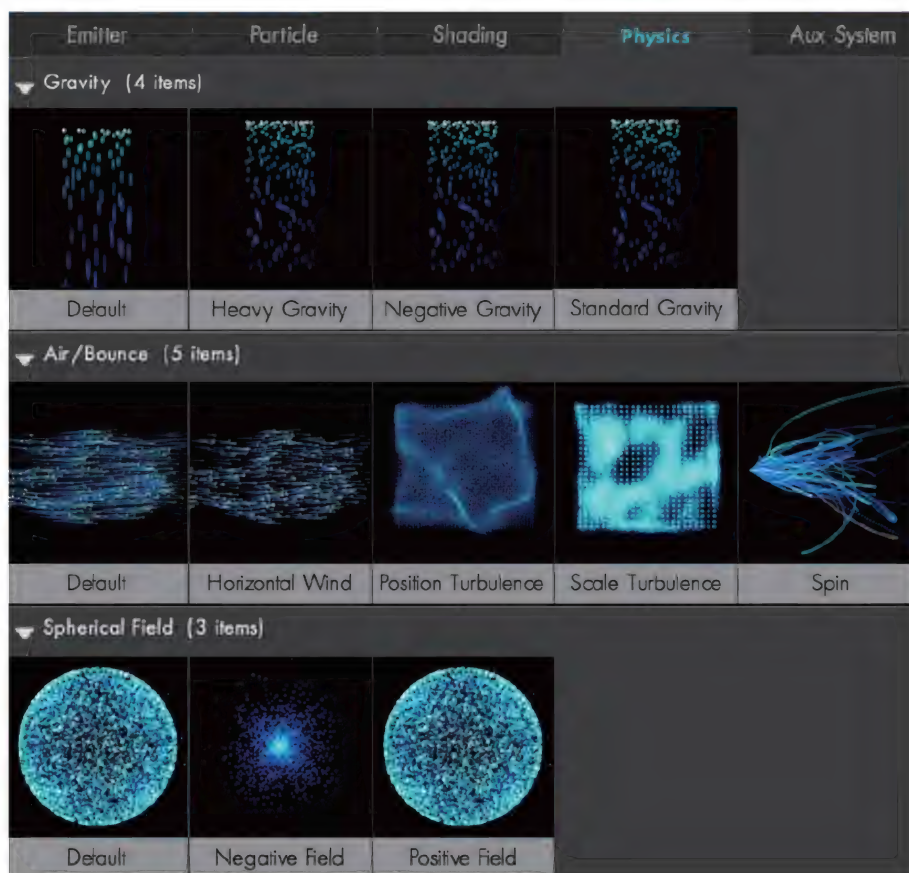 Emitter Particle Shading Physics Aux System
Gravity (4 items)
Default Heavy Gravity Negative Gravity Standard Gravity
Air/Bounce (5 items)
Default Horizontal Wind Position Turbulence Scale Turbulence Spin
Spherical Field (3 items)
Default Negative Field Positive Field